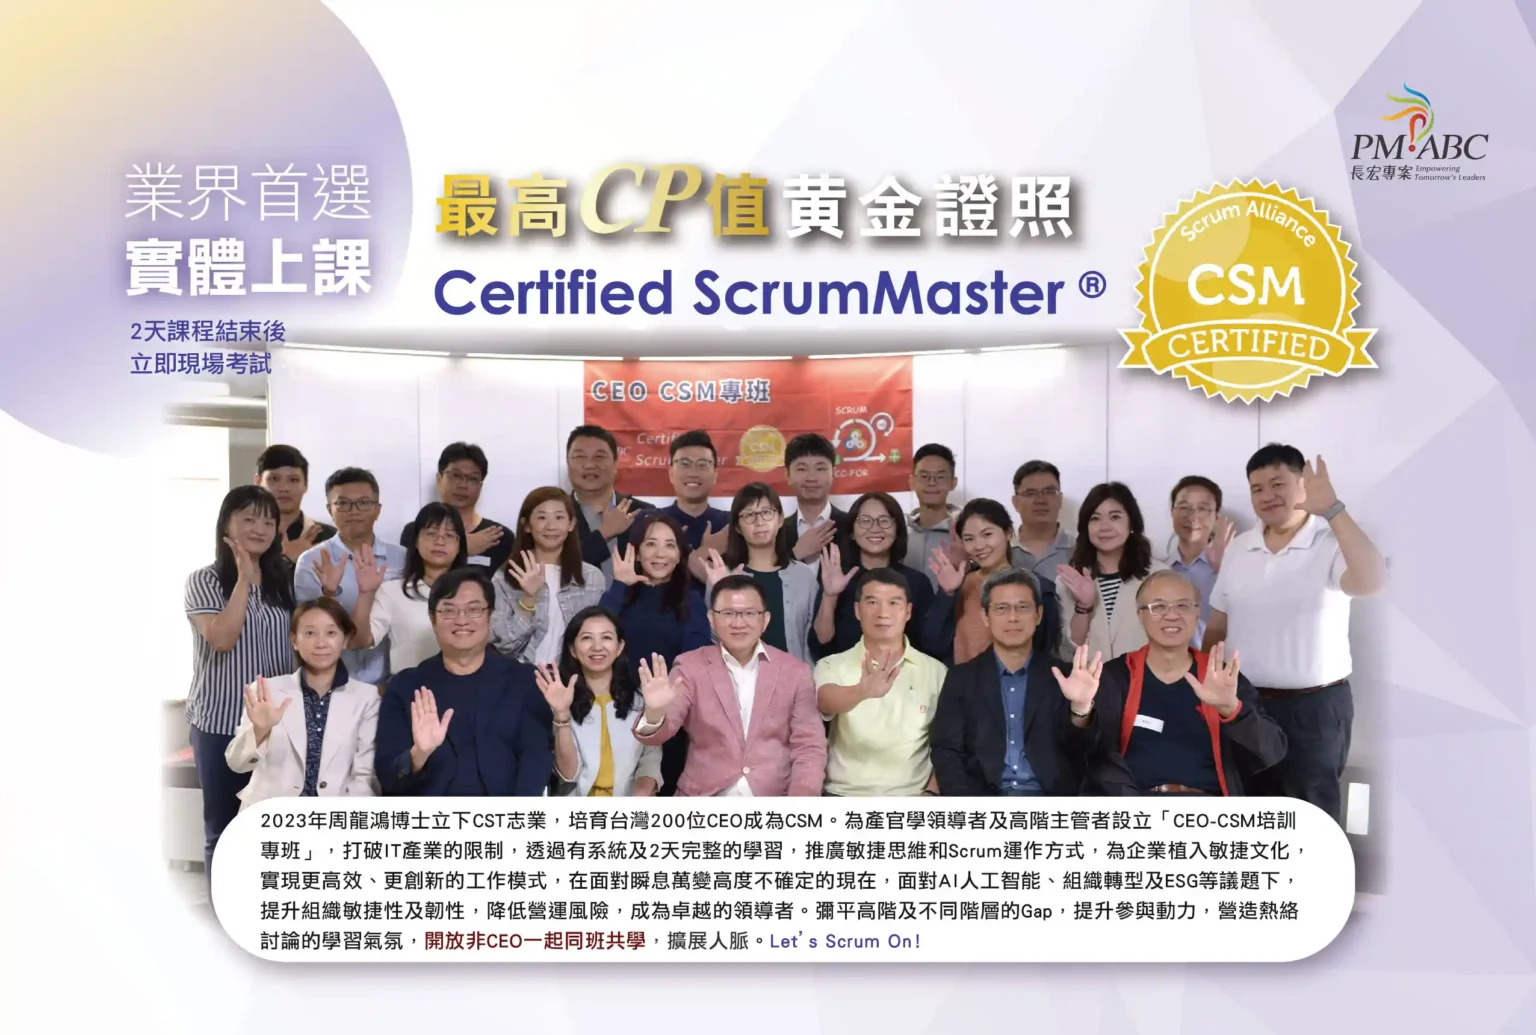 業界首選
實體上課
2天課程結束後
立即現場考試
最高CP值黃金證照
Certified ScrumMaster ®
PM ABC
長宏專案 Empowering
Tomorrow's Leaders
Scrum Alliance
CSM
CERTIFIED
CEO CSM專班
SCRUM
CSM
CC-FOR
2023年周龍鴻博士立下CST志業，培育台灣200位CEO成為CSM。為產官學領導者及高階主管者設立「CEO-CSM培訓
專班」，打破IT產業的限制，透過有系統及2天完整的學習，推廣敏捷思維和Scrum運作方式，為企業植入敏捷文化，
實現更高效、更創新的工作模式，在面對瞬息萬變高度不確定的現在，面對AI人工智能、組織轉型及ESG等議題下，
提升組織敏捷性及韌性，降低營運風險，成為卓越的領導者。彌平高階及不同階層的Gap，提升參與動力，營造熱絡
討論的學習氣氛，開放非CEO一起同班共學，擴展人脈。Let's Scrum On!